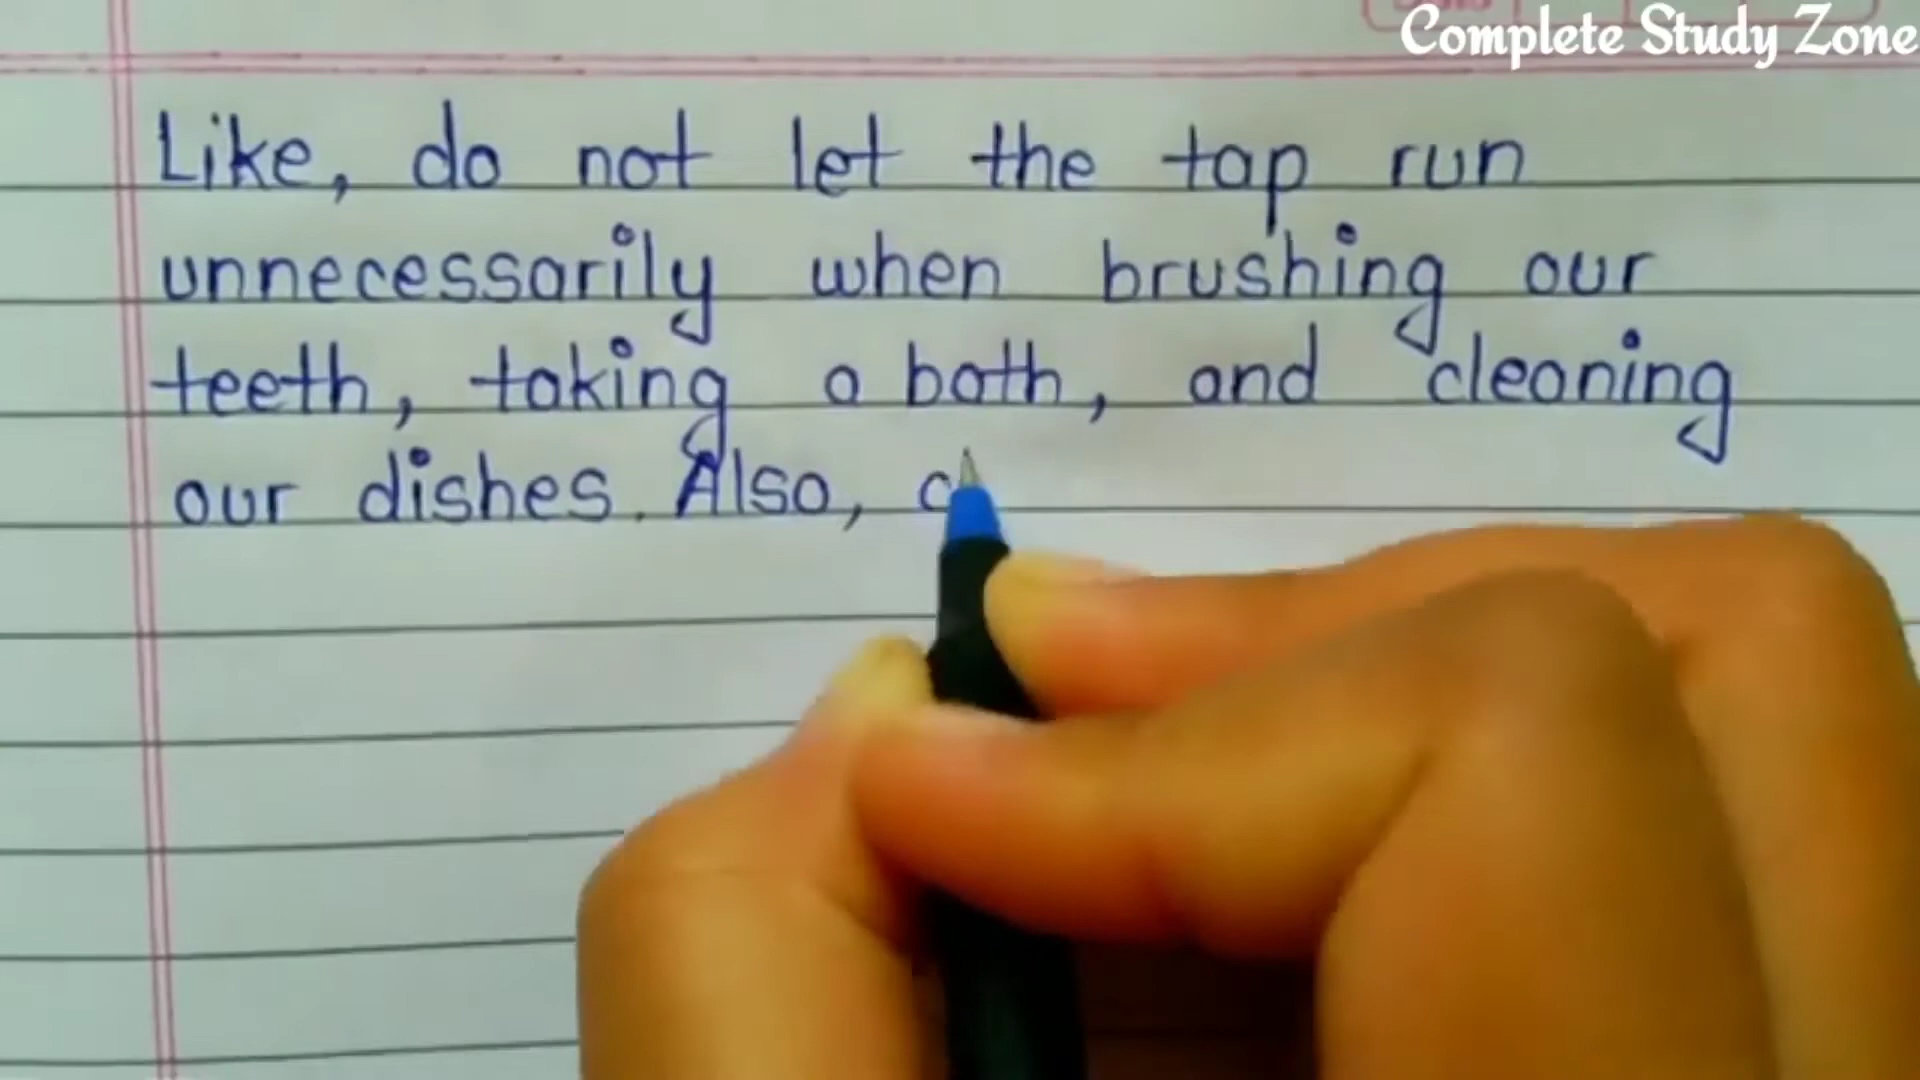 Complete Study Zone
Like, do not let the tap run
unnecessarily when brushing our
teeth, taking a bath, and cleaning
our dishes. Also,